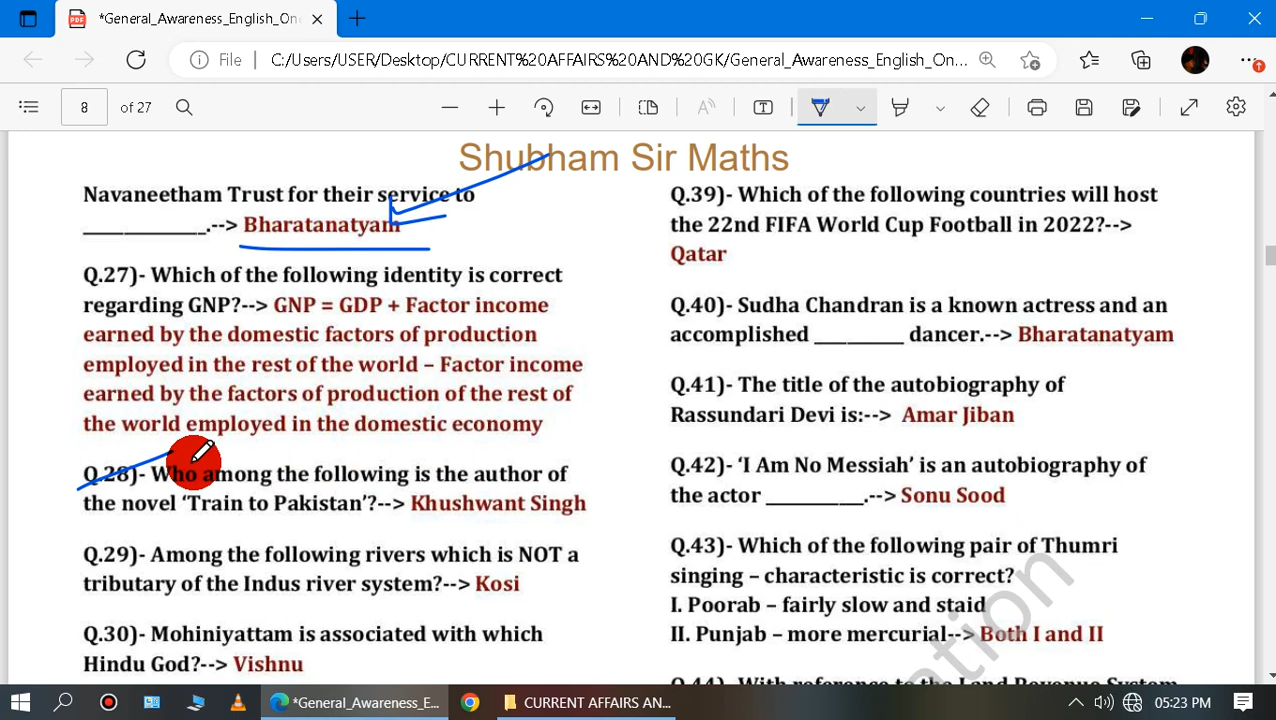 *General_Awareness_English_On
File
C:/Users/USER/Desktop/CURRENT%20AFFAIRS%20AND%20GK/General_Awareness_English_On...
8 of 27
Shubham Sir Maths
Navaneetham Trust for their service to
_____________.--> Bharatanatyam
Q.27)- Which of the following identity is correct
regarding GNP?--> GNP = GDP + Factor income
earned by the domestic factors of production
employed in the rest of the world – Factor income
earned by the factors of production of the rest of
the world employed in the domestic economy
Q.28)- Who among the following is the author of
the novel ‘Train to Pakistan’?--> Khushwant Singh
Q.29)- Among the following rivers which is NOT a
tributary of the Indus river system?--> Kosi
Q.30)- Mohiniyattam is associated with which
Hindu God?--> Vishnu
Q.39)- Which of the following countries will host
the 22nd FIFA World Cup Football in 2022?-->
Qatar
Q.40)- Sudha Chandran is a known actress and an
accomplished _________ dancer.--> Bharatanatyam
Q.41)- The title of the autobiography of
Rassundari Devi is:--> Amar Jiban
Q.42)- ‘I Am No Messiah’ is an autobiography of
the actor __________.--> Sonu Sood
Q.43)- Which of the following pair of Thumri
singing – characteristic is correct?
I. Poorab – fairly slow and staid
II. Punjab – more mercurial--> Both I and II
Q.44)- With reference to the Land Revenue System
*General_Awareness_E...
CURRENT AFFAIRS AN...
05:23 PM